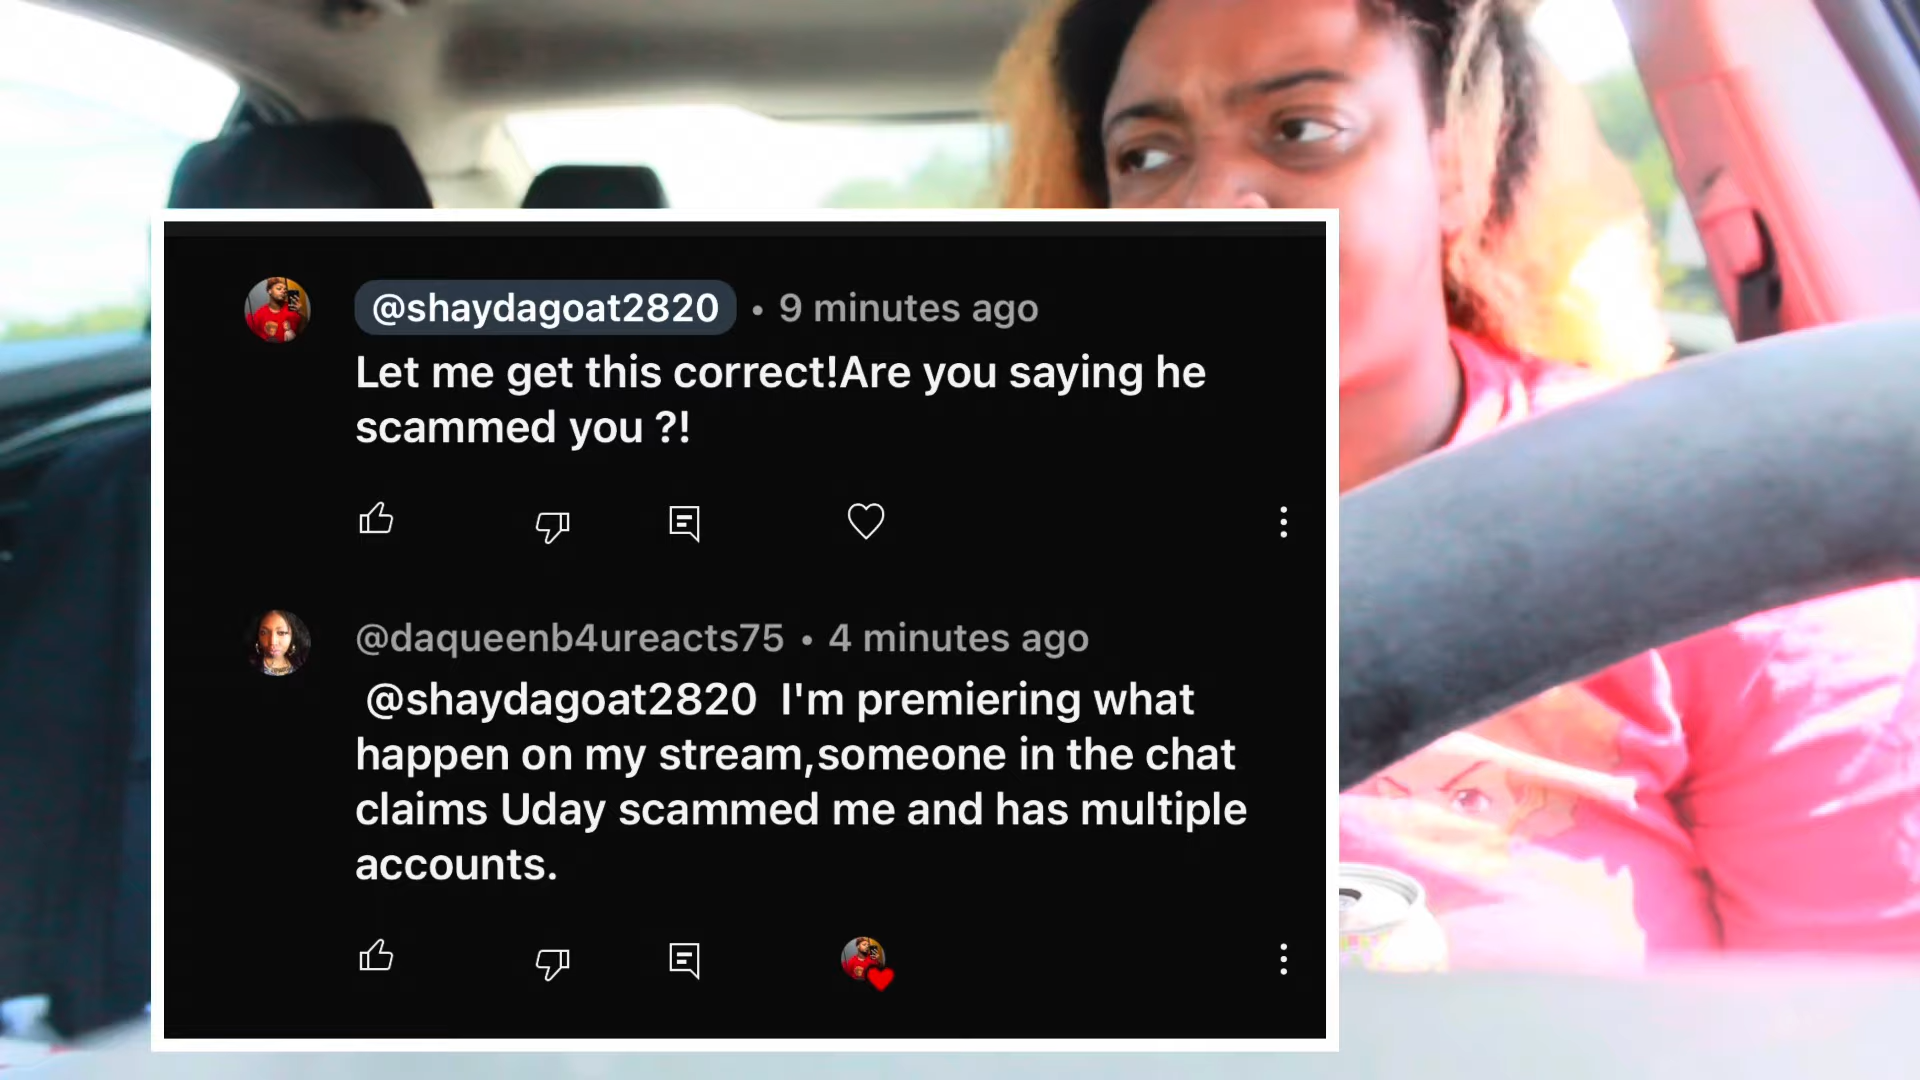 @shaydagoat2820 • 9 minutes ago
Let me get this correct!Are you saying he
scammed you ?!
@daqueenb4ureacts75 • 4 minutes ago
@shaydagoat2820 I'm premiering what
happen on my stream,someone in the chat
claims Uday scammed me and has multiple
accounts.